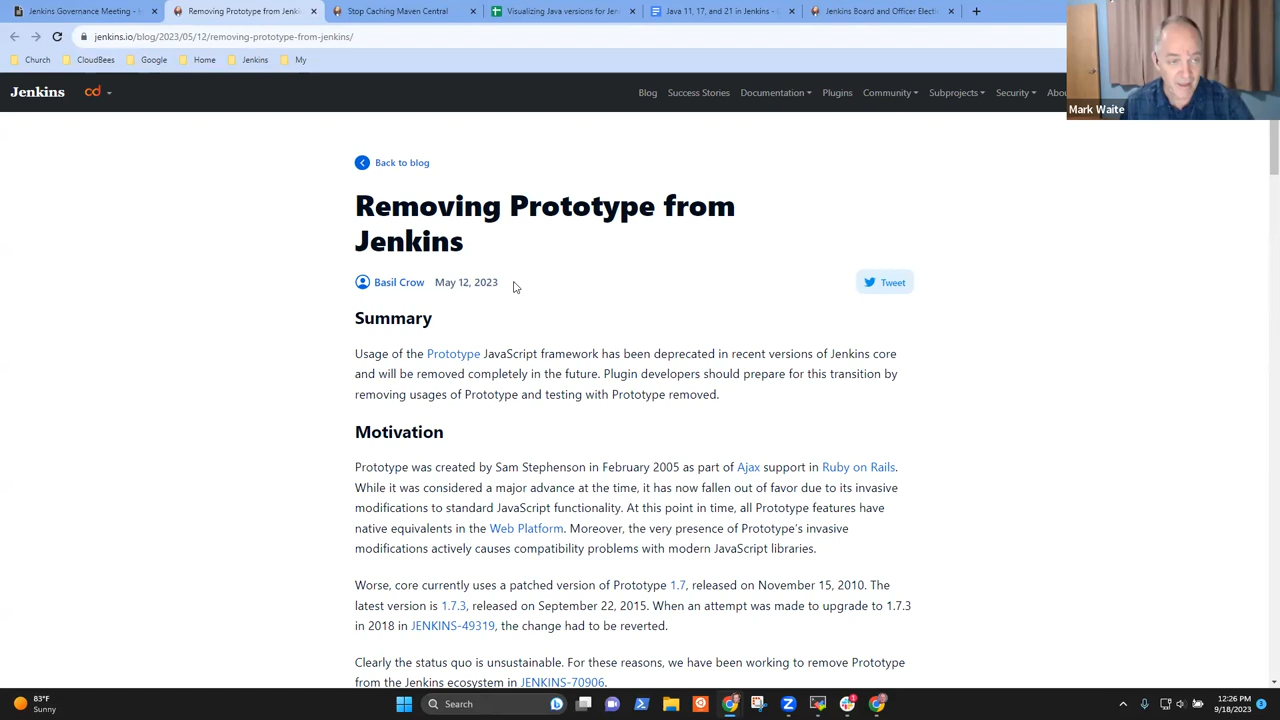 Jenkins Governance Meeting -
Removing Prototype from Jenki
Stop Caching Maven Central
Visualizing Java versions for Jen
Java 11, 17, and 21 in Jenkins -
Jenkins Board and Officer Electi
jenkins.io/blog/2023/05/12/removing-prototype-from-jenkins/
Church
CloudBees
Google
Home
Jenkins
My
Jenkins
cd
Blog
Success Stories
Documentation
Plugins
Community
Subprojects
Security
Abou
Mark Waite
Back to blog
Removing Prototype from
Jenkins
Basil Crow May 12, 2023
Tweet
Summary
Usage of the Prototype JavaScript framework has been deprecated in recent versions of Jenkins core
and will be removed completely in the future. Plugin developers should prepare for this transition by
removing usages of Prototype and testing with Prototype removed.
Motivation
Prototype was created by Sam Stephenson in February 2005 as part of Ajax support in Ruby on Rails.
While it was considered a major advance at the time, it has now fallen out of favor due to its invasive
modifications to standard JavaScript functionality. At this point in time, all Prototype features have
native equivalents in the Web Platform. Moreover, the very presence of Prototype's invasive
modifications actively causes compatibility problems with modern JavaScript libraries.
Worse, core currently uses a patched version of Prototype 1.7, released on November 15, 2010. The
latest version is 1.7.3, released on September 22, 2015. When an attempt was made to upgrade to 1.7.3
in 2018 in JENKINS-49319, the change had to be reverted.
Clearly the status quo is unsustainable. For these reasons, we have been working to remove Prototype
from the Jenkins ecosystem in JENKINS-70906.
83°F
Sunny
Search
12:26 PM
9/18/2023